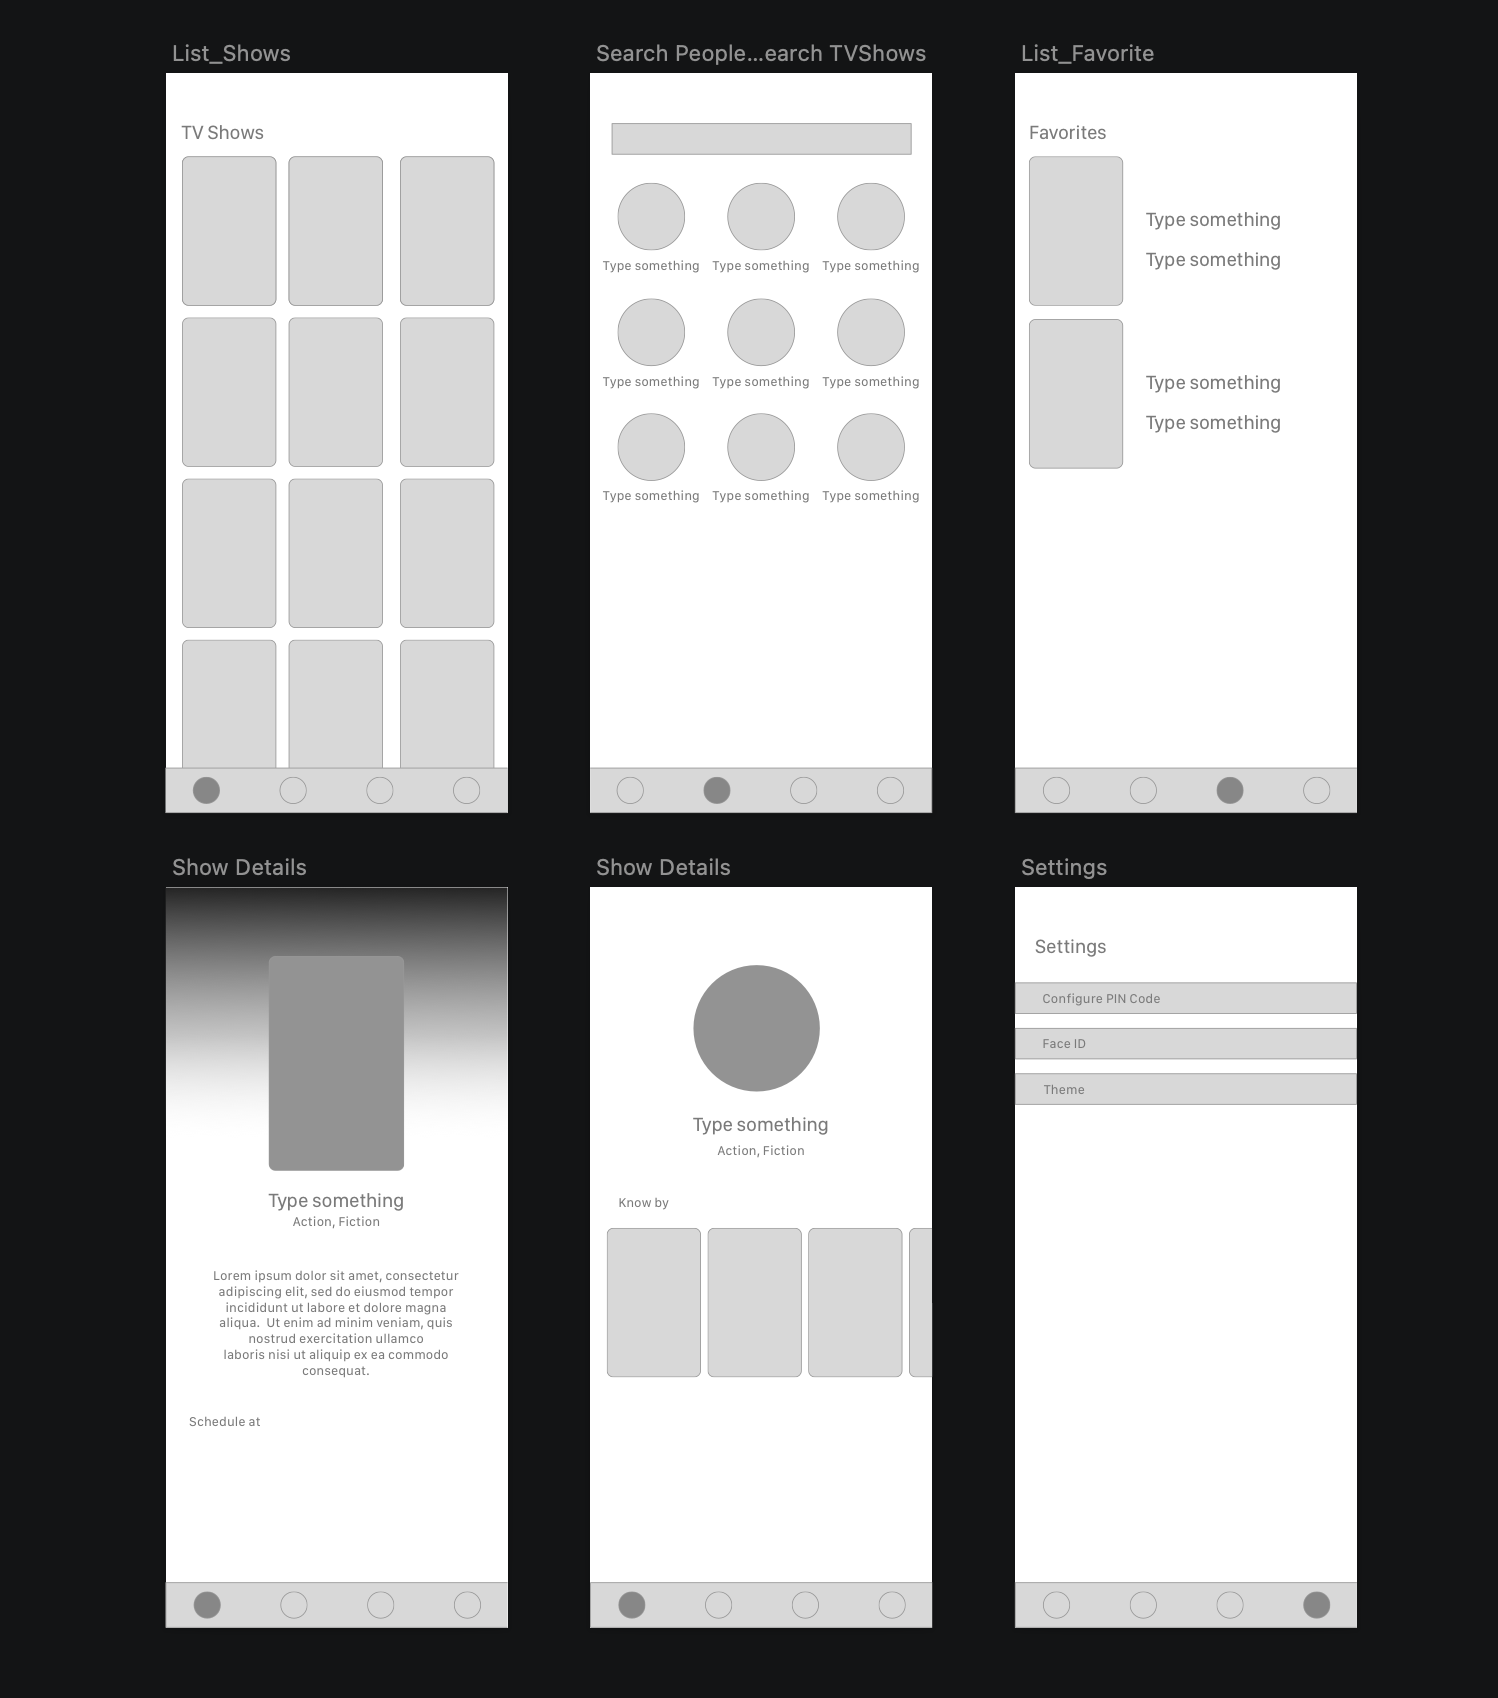 List_Shows
TV Shows
Search People...earch TVShows
Type something Type something Type something
Type something Type something Type something
Type something Type something Type something
List_Favorite
Favorites
Type something
Type something
Type something
Type something
Show Details
Type something
Action, Fiction
Lorem ipsum dolor sit amet, consectetur
adipiscing elit, sed do eiusmod tempor
incididunt ut labore et dolore magna
aliqua.  Ut enim ad minim veniam, quis
nostrud exercitation ullamco
laboris nisi ut aliquip ex ea commodo
consequat.
Schedule at
Show Details
Type something
Action, Fiction
Know by
Settings
Settings
Configure PIN Code
Face ID
Theme